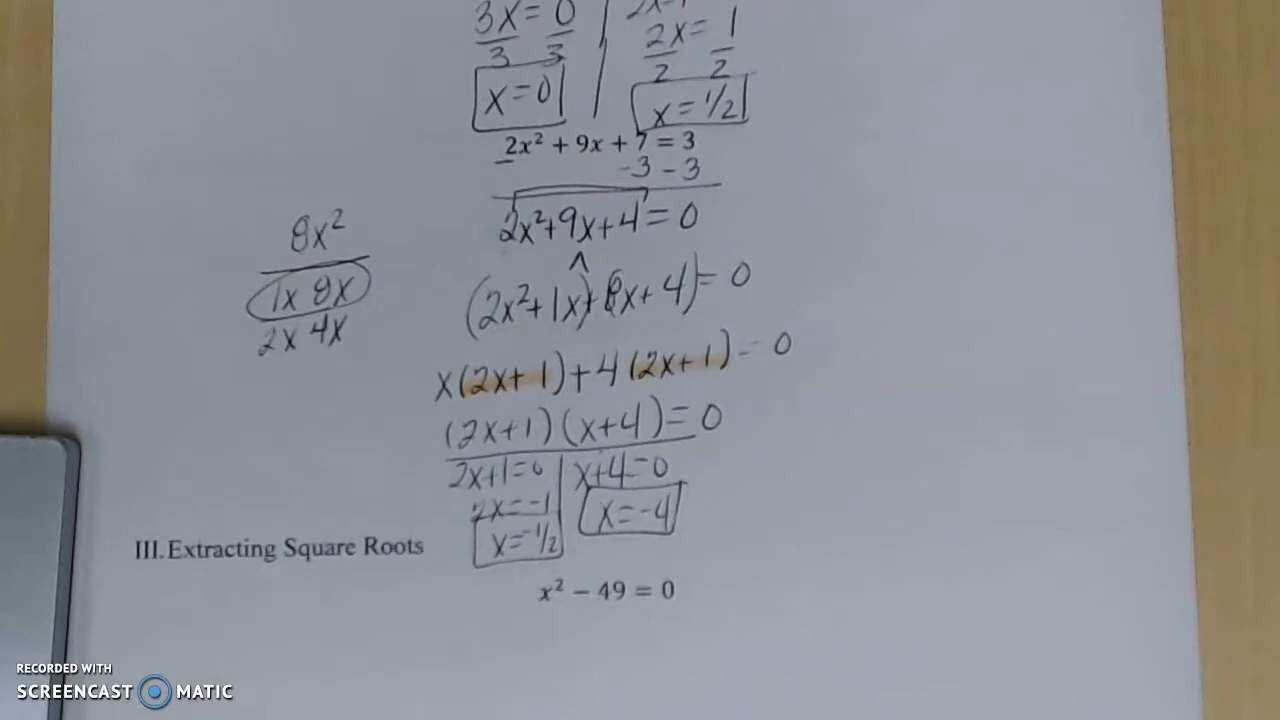 3x = 0
3 3
x = 0
2x = 1
2 2
x = 1/2
2x² + 9x + 7 = 3
-3 - 3
2x²+9x+4 = 0
8x²
1x 8x
2x 4x
(2x²+1x)+(8x+4) = 0
x(2x+1)+4(2x+1) = 0
(2x+1)(x+4) = 0
2x+1=0
2x=-1
x=-1/2
x+4=0
x=-4
III. Extracting Square Roots
x² − 49 = 0
RECORDED WITH
SCREENCAST MATIC